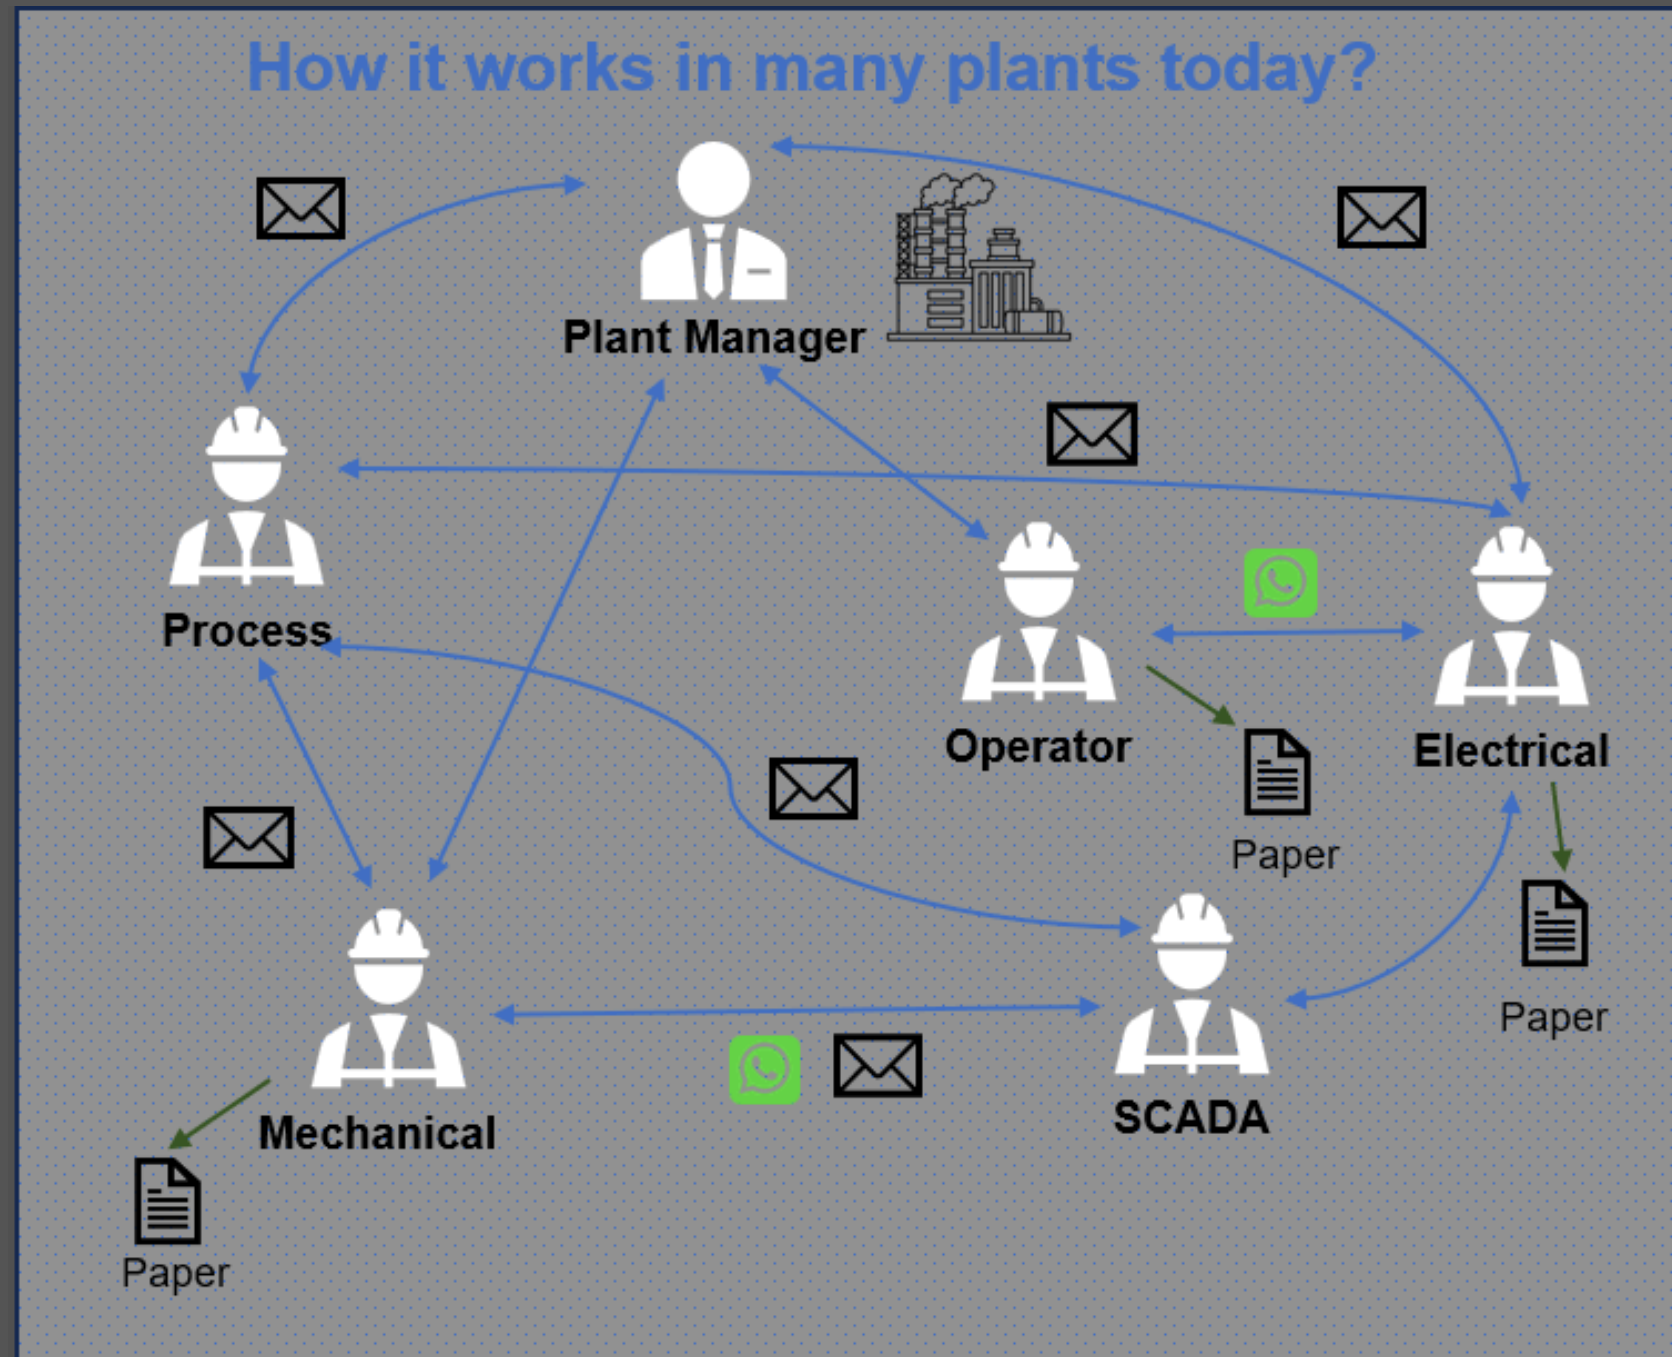 How it works in many plants today?
Plant Manager
Process
Operator
Electrical
Paper
Paper
SCADA
Mechanical
Paper